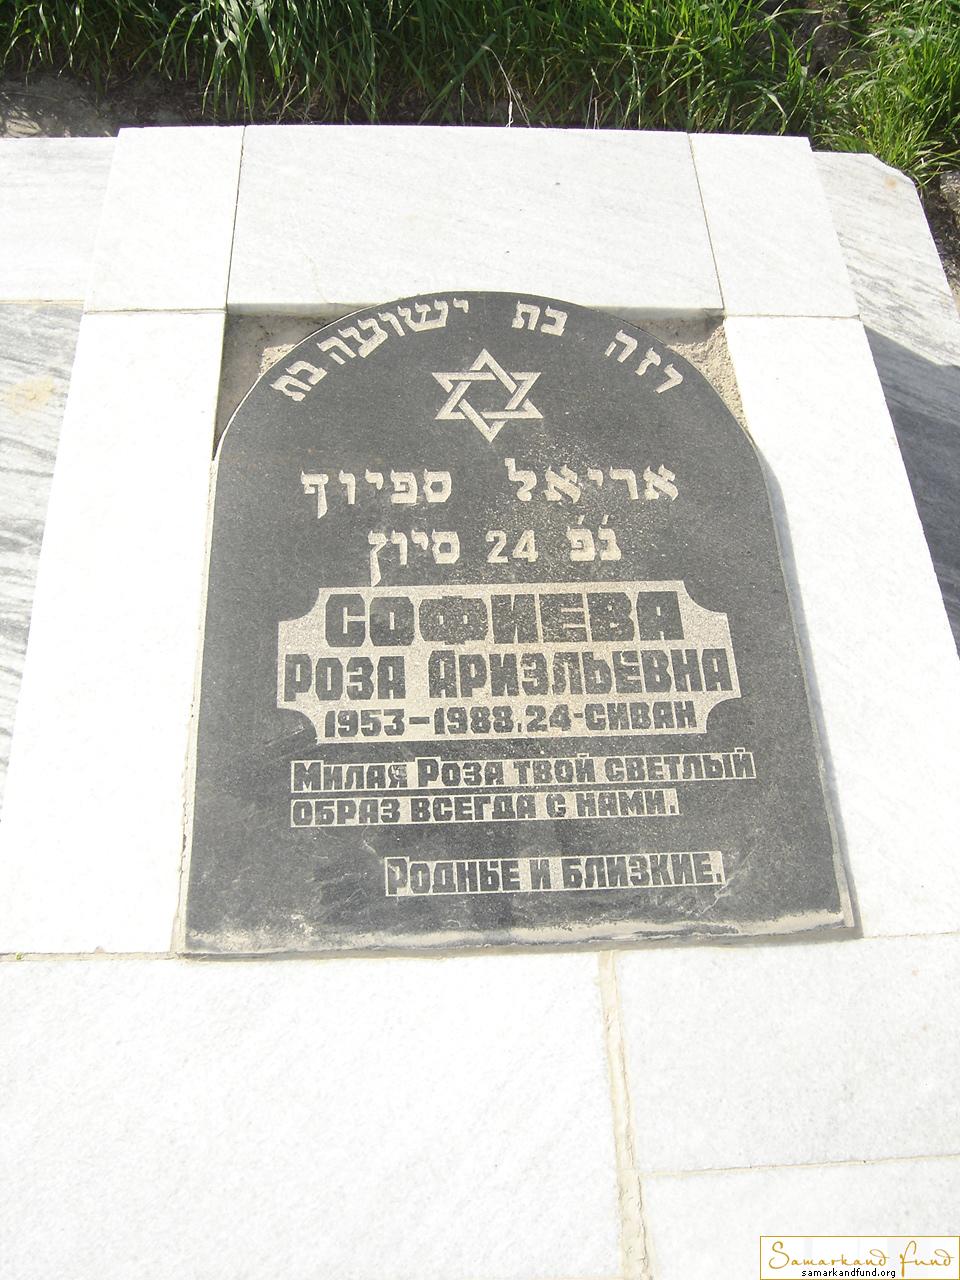 רזה בת ישועה בת
אריאל ספיוף
נ׳פ׳ 24 סיון
СОФИЕВА
РОЗА АРИЭЛЬЕВНА
1953-1988. 24-СИВАН
МИЛАЯ РОЗА ТВОЙ СВЕТЛЫЙ
ОБРАЗ ВСЕГДА С НАМИ.
РОДНЫЕ И БЛИЗКИЕ.
Samarkand Fund
samarkandfund.org